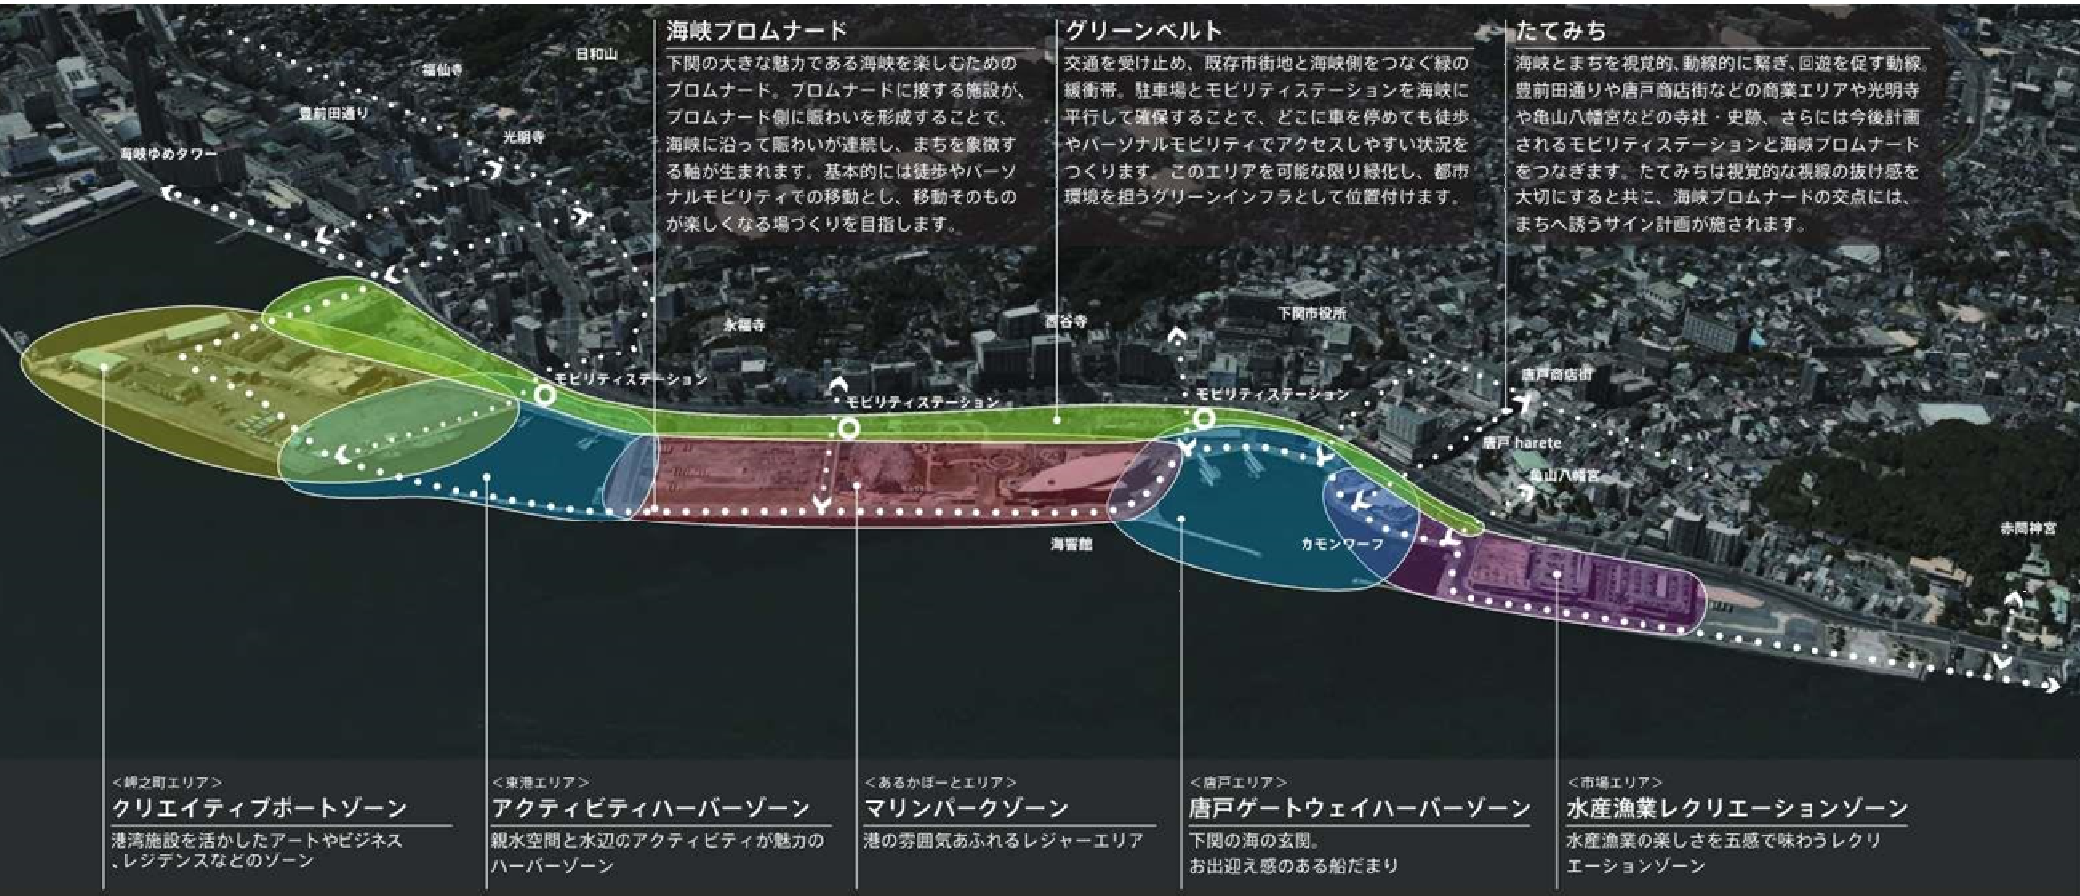 海峡プロムナード
下関の大きな魅力である海峡を楽しむための
プロムナード。プロムナードに接する施設が、
プロムナード側に賑わいを形成することで、
海峡に沿って賑わいが連続し、まちを象徴す
る軸が生まれます。基本的には徒歩やパーソ
ナルモビリティでの移動とし、移動そのもの
が楽しくなる場づくりを目指します。
グリーンベルト
交通を受け止め、既存市街地と海峡側をつなぐ緑の
緩衝帯。駐車場とモビリティステーションを海峡に
平行して確保することで、どこに車を停めても徒歩
やパーソナルモビリティでアクセスしやすい状況を
つくります。このエリアを可能な限り緑化し、都市
環境を担うグリーンインフラとして位置付けます。
たてみち
海峡とまちを視覚的、動線的に繋ぎ、回遊を促す動線。
豊前田通りや唐戸商店街などの商業エリアや光明寺
や亀山八幡宮などの寺社・史跡、さらには今後計画
されるモビリティステーションと海峡プロムナード
をつなぎます。たてみちは視覚的な視線の抜け感を
大切にすると共に、海峡プロムナードの交点には、
まちへ誘うサイン計画が施されます。
日和山
福仙寺
豊前田通り
光明寺
海峡ゆめタワー
永福寺
酉谷寺
下関市役所
モビリティステーション
モビリティステーション
モビリティステーション
唐戸商店街
唐戸 harete
亀山八幡宮
赤間神宮
海響館
カモンワーフ
<岬之町エリア>
クリエイティブポートゾーン
港湾施設を活かしたアートやビジネス
、レジデンスなどのゾーン
<東港エリア>
アクティビティハーバーゾーン
親水空間と水辺のアクティビティが魅力の
ハーバーゾーン
<あるかぽーとエリア>
マリンパークゾーン
港の雰囲気あふれるレジャーエリア
<唐戸エリア>
唐戸ゲートウェイハーバーゾーン
下関の海の玄関。
お出迎え感のある船だまり
<市場エリア>
水産漁業レクリエーションゾーン
水産漁業の楽しさを五感で味わうレクリ
エーションゾーン